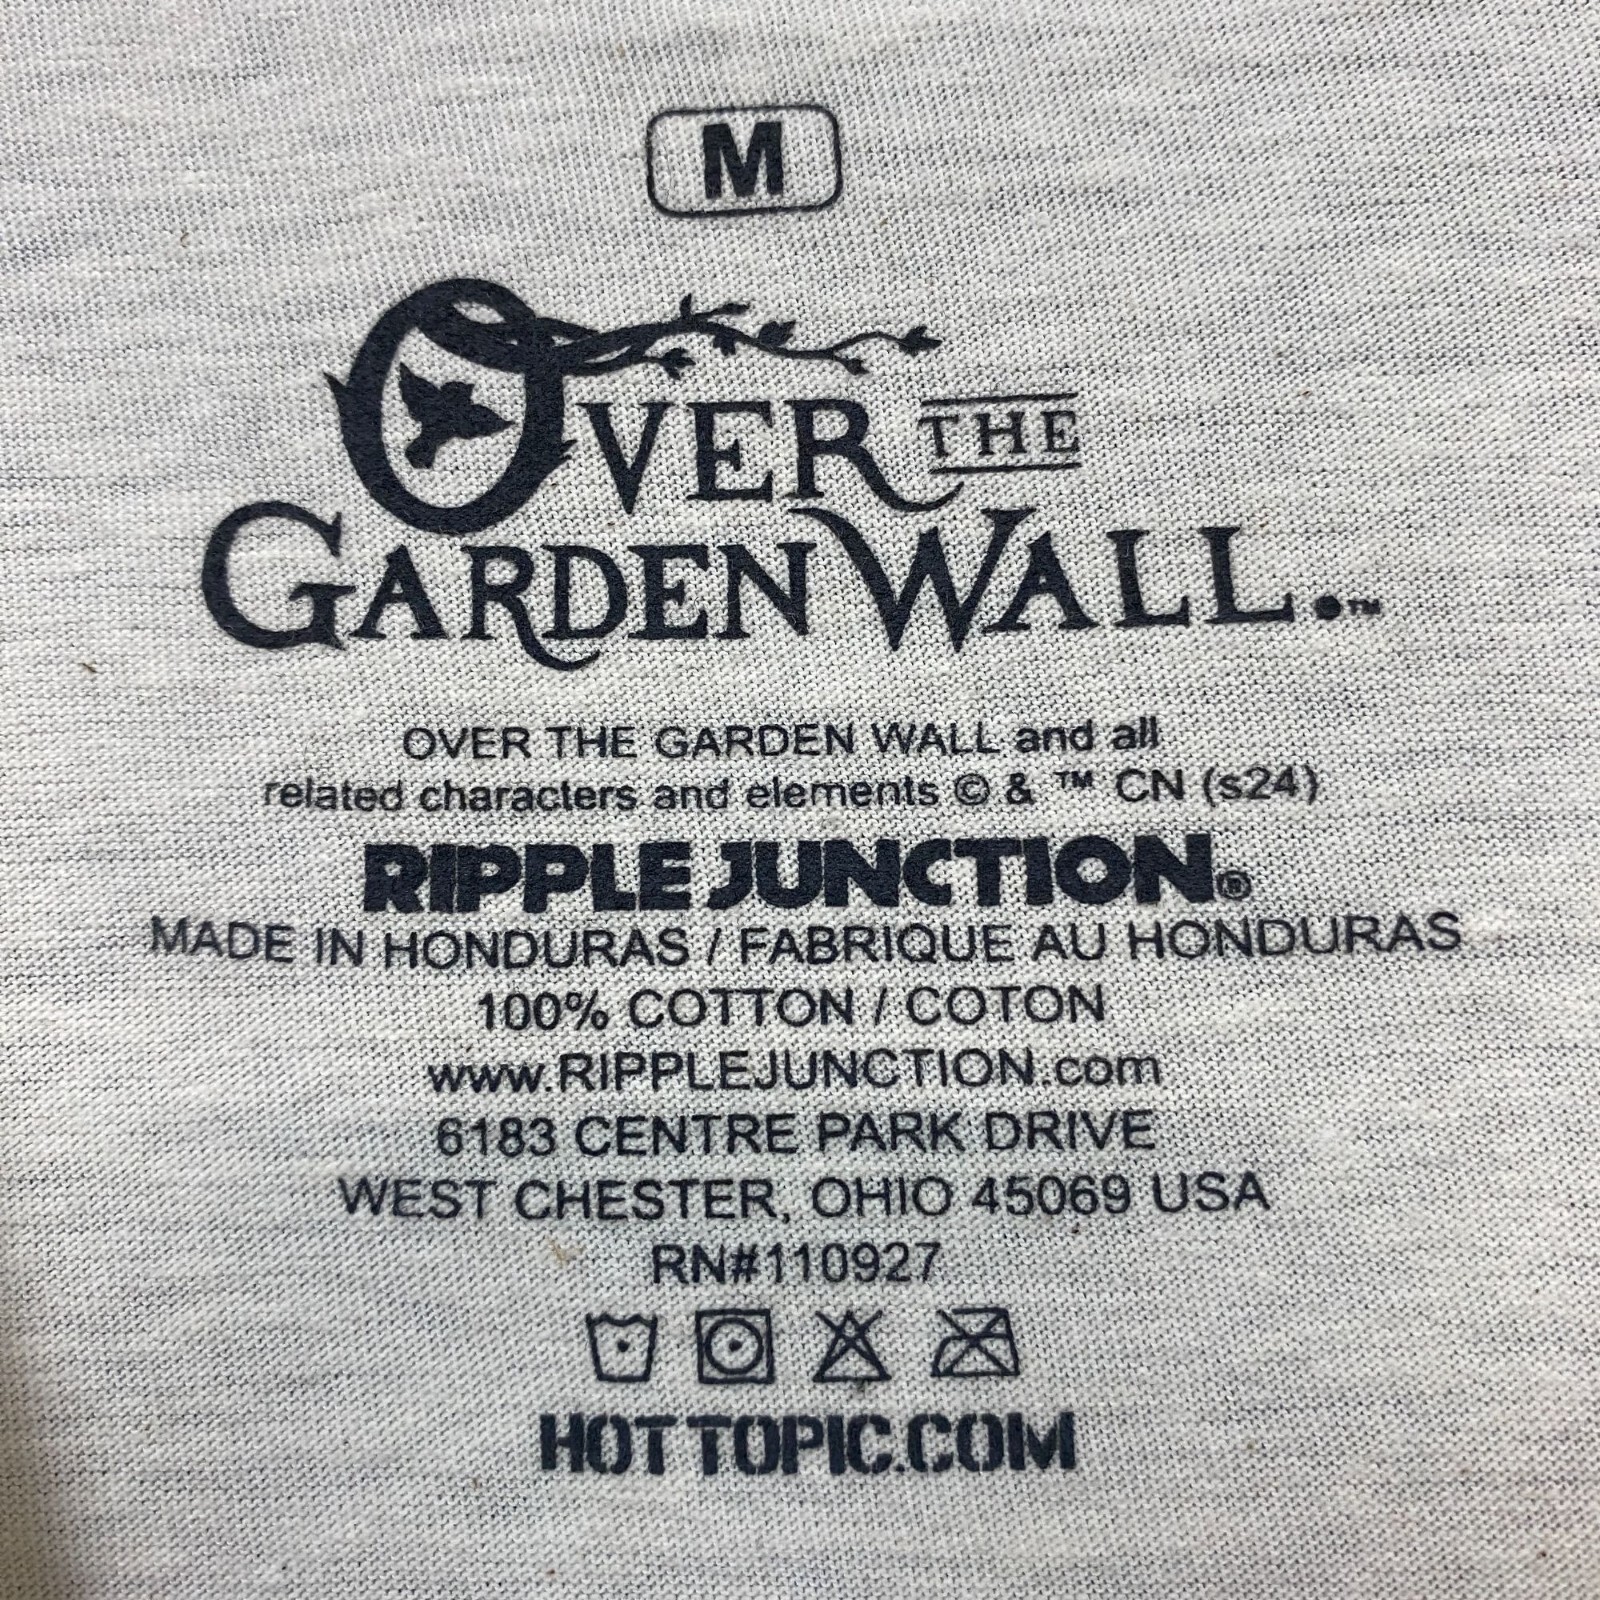 M
OVER THE
GARDEN WALL.™
OVER THE GARDEN WALL and all
related characters and elements © & ™ CN (s24)
RIPPLE JUNCTION®
MADE IN HONDURAS / FABRIQUE AU HONDURAS
100% COTTON / COTON
www.RIPPLEJUNCTION.com
6183 CENTRE PARK DRIVE
WEST CHESTER, OHIO 45069 USA
RN#110927
HOTTOPIC.COM